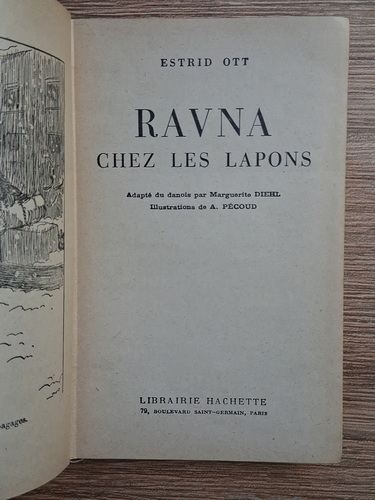 ESTRID OTT
RAVNA
CHEZ LES LAPONS
Adapté du danois par Marguerite DIEHL
Illustrations de A. PÉCOUD
LIBRAIRIE HACHETTE
79, BOULEVARD SAINT-GERMAIN, PARIS